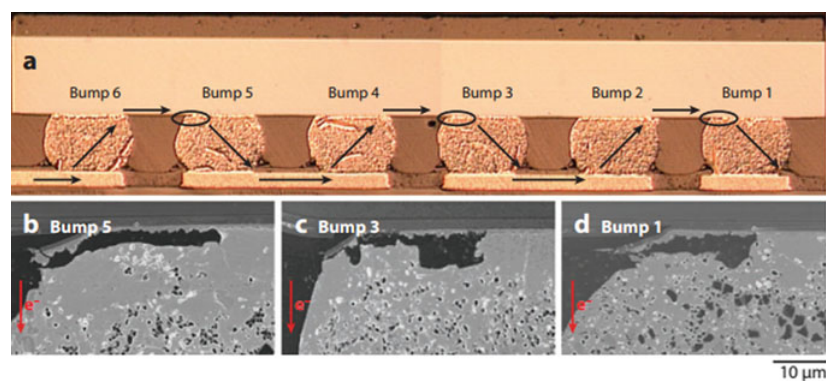 a
Bump 6
Bump 5
Bump 4
Bump 3
Bump 2
Bump 1
b Bump 5
c Bump 3
d Bump 1
e⁻
e⁻
e⁻
10 μm